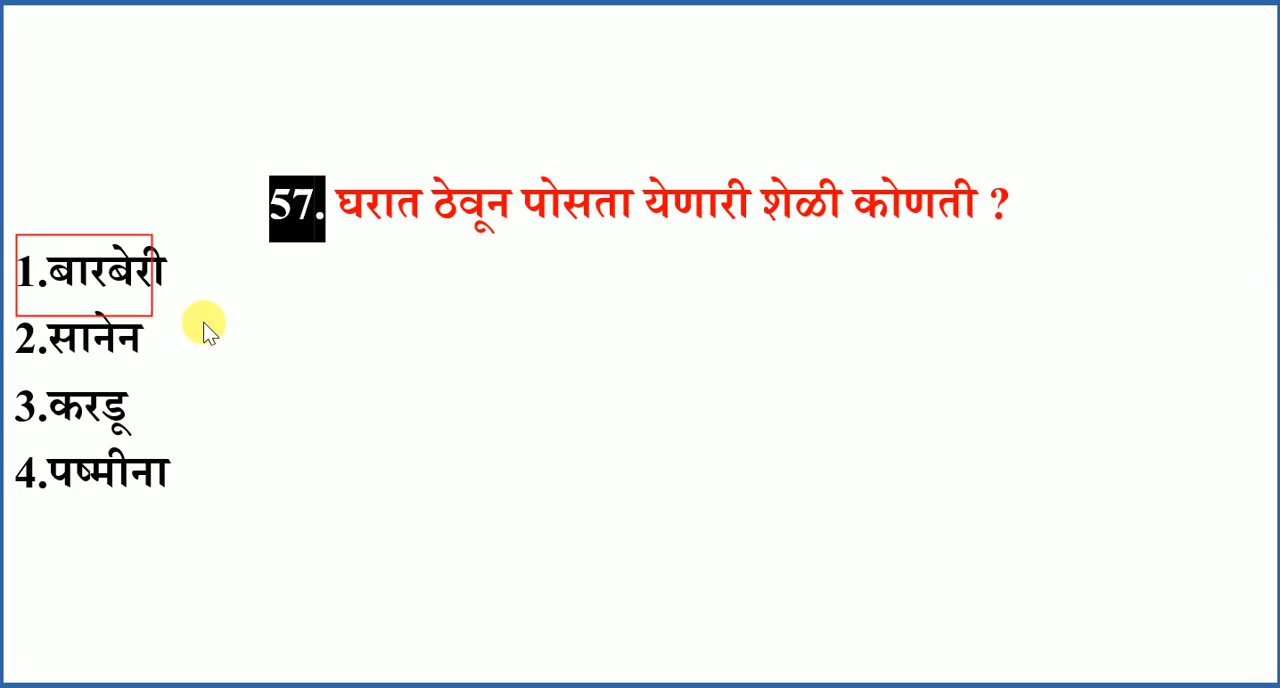 57. घरात ठेवून पोसता येणारी शेळी कोणती ?
1.बारबेरी
2.सानेन
3.करडू
4.पष्मीना